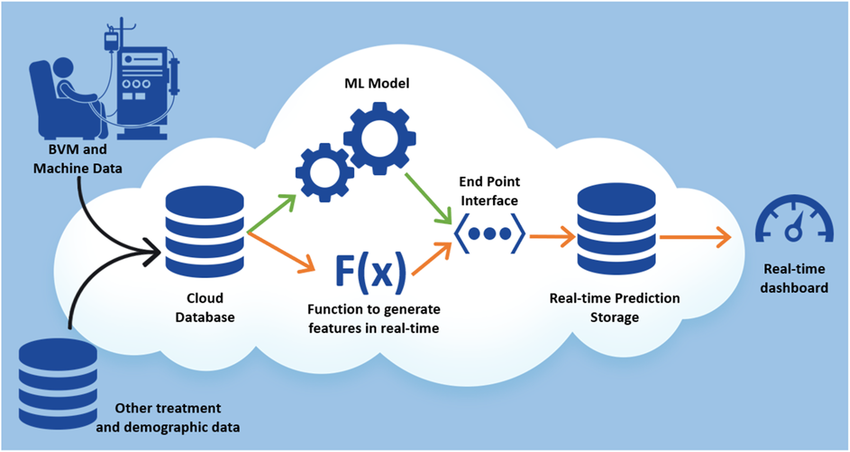 ML Model
BVM and
Machine Data
End Point
Interface
F(x)
Cloud
Database
Function to generate
features in real-time
Real-time Prediction
Storage
Real-time
dashboard
Other treatment
and demographic data